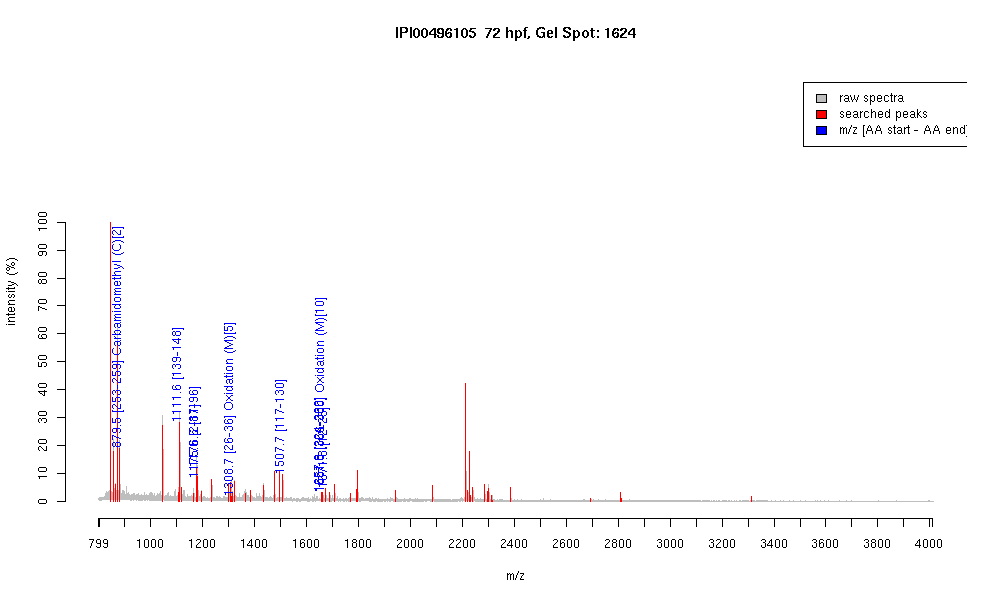 IPI00496105 72 hpf, Gel Spot: 1624
raw spectra
searched peaks
m/z [AA start - AA end]
intensity (%)
100
90
80
70
60
50
40
30
20
10
0
879.5 [253-259] Carbamidomethyl (C)[2]
1111.6 [139-148]
1308.7 [26-36] Oxidation (M)[5]
1507.7 [117-130]
Oxidation (M)[10]
799 1000 1200 1400 1600 1800 2000 2200 2400 2600 2800 3000 3200 3400 3600 3800 4000
m/z